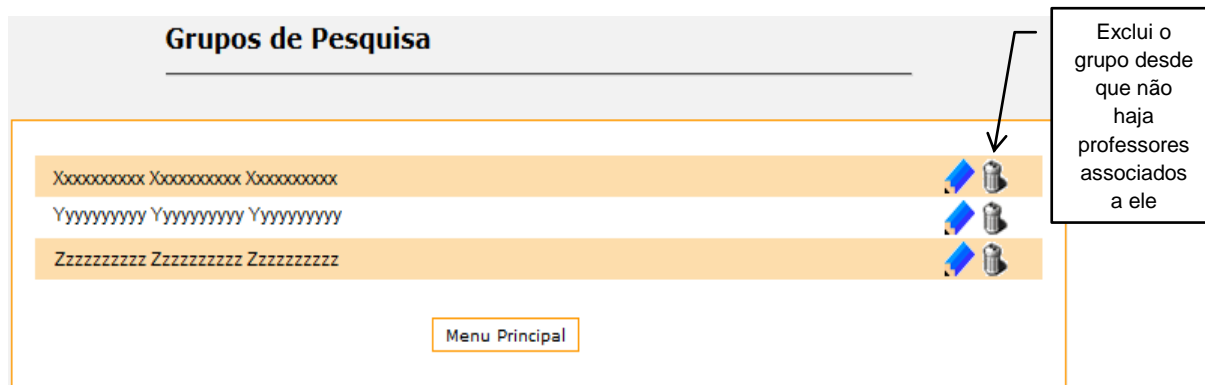 Grupos de Pesquisa
Exclui o
grupo desde
que não
haja
professores
associados
a ele
Xxxxxxxxxx Xxxxxxxxxx Xxxxxxxxxx
Yyyyyyyyyy Yyyyyyyyyy Yyyyyyyyyy
Zzzzzzzzzz Zzzzzzzzzz Zzzzzzzzzz
Menu Principal